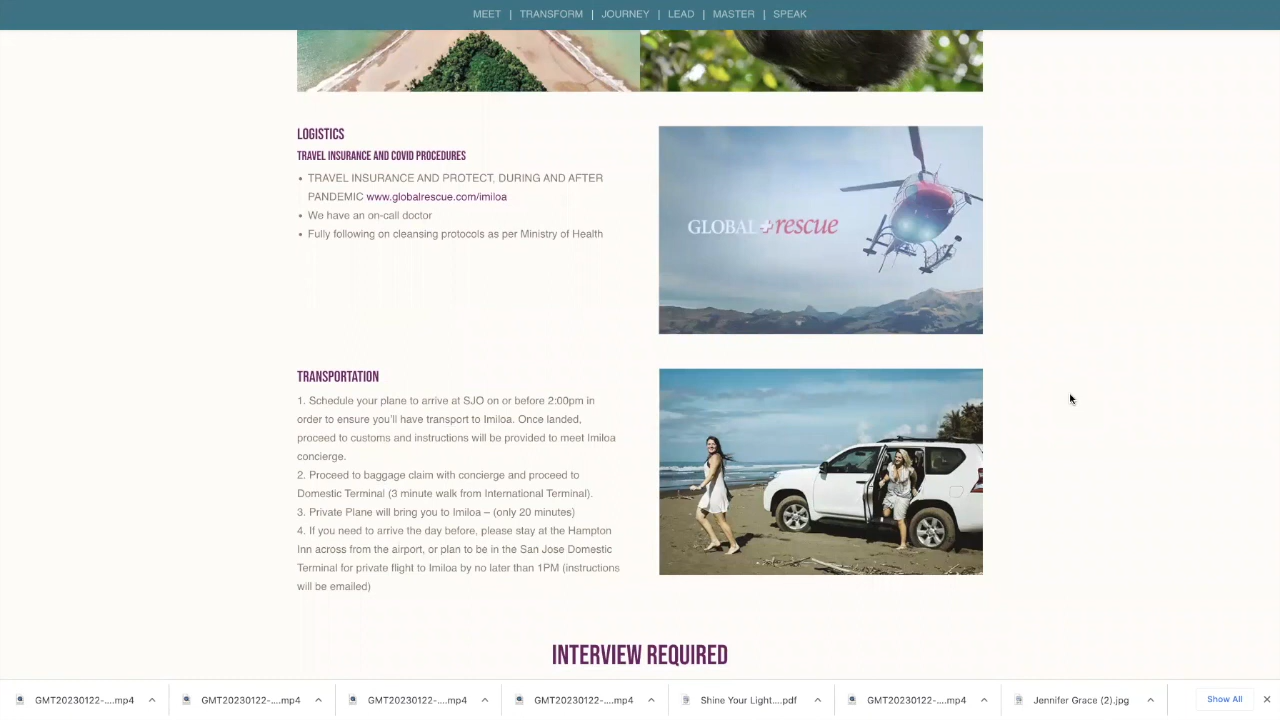 MEET | TRANSFORM | JOURNEY | LEAD | MASTER | SPEAK
LOGISTICS
TRAVEL INSURANCE AND COVID PROCEDURES
• TRAVEL INSURANCE AND PROTECT, DURING AND AFTER
PANDEMIC www.globalrescue.com/imiloa
• We have an on-call doctor
• Fully following on cleansing protocols as per Ministry of Health
GLOBAL rescue
TRANSPORTATION
1. Schedule your plane to arrive at SJO on or before 2:00pm in
order to ensure you'll have transport to Imiloa. Once landed,
proceed to customs and instructions will be provided to meet Imiloa
concierge.
2. Proceed to baggage claim with concierge and proceed to
Domestic Terminal (3 minute walk from International Terminal).
3. Private Plane will bring you to Imiloa – (only 20 minutes)
4. If you need to arrive the day before, please stay at the Hampton
Inn across from the airport, or plan to be in the San Jose Domestic
Terminal for private flight to Imiloa by no later than 1PM (instructions
will be emailed)
INTERVIEW REQUIRED
GMT20230122-....mp4 GMT20230122-....mp4 GMT20230122-....mp4 GMT20230122-....mp4 Shine Your Light....pdf GMT20230122-....mp4 Jennifer Grace (2).jpg Show All